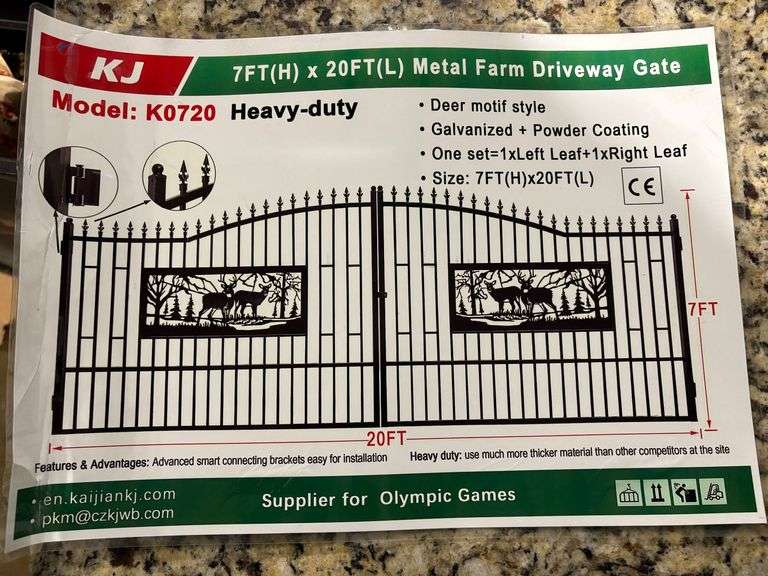 KJ
7FT(H) x 20FT(L) Metal Farm Driveway Gate
Model: K0720 Heavy-duty
• Deer motif style
• Galvanized + Powder Coating
• One set=1xLeft Leaf+1xRight Leaf
• Size: 7FT(H)x20FT(L)
CE
7FT
20FT
Features & Advantages: Advanced smart connecting brackets easy for installation
Heavy duty: use much more thicker material than other competitors at the site
• en.kaijiankj.com
• pkm@czkjwb.com
Supplier for Olympic Games